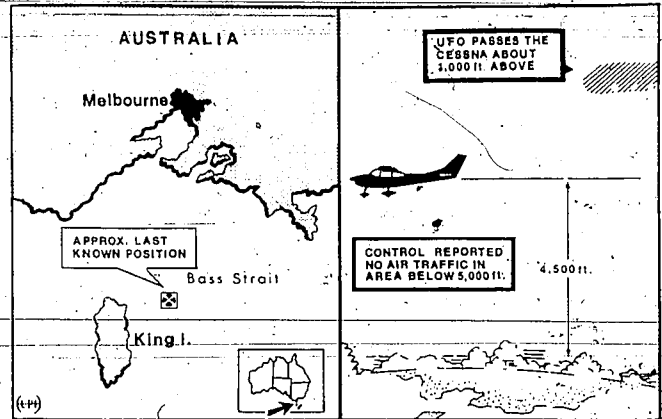 AUSTRALIA
Melbourne
APPROX. LAST
KNOWN POSITION
Bass Strait
King I.
(UPI)
UFO PASSES THE
CESSNA ABOUT
1,000 ft. ABOVE
CONTROL REPORTED
NO AIR TRAFFIC IN
AREA BELOW 5,000 ft.
4,500 ft.